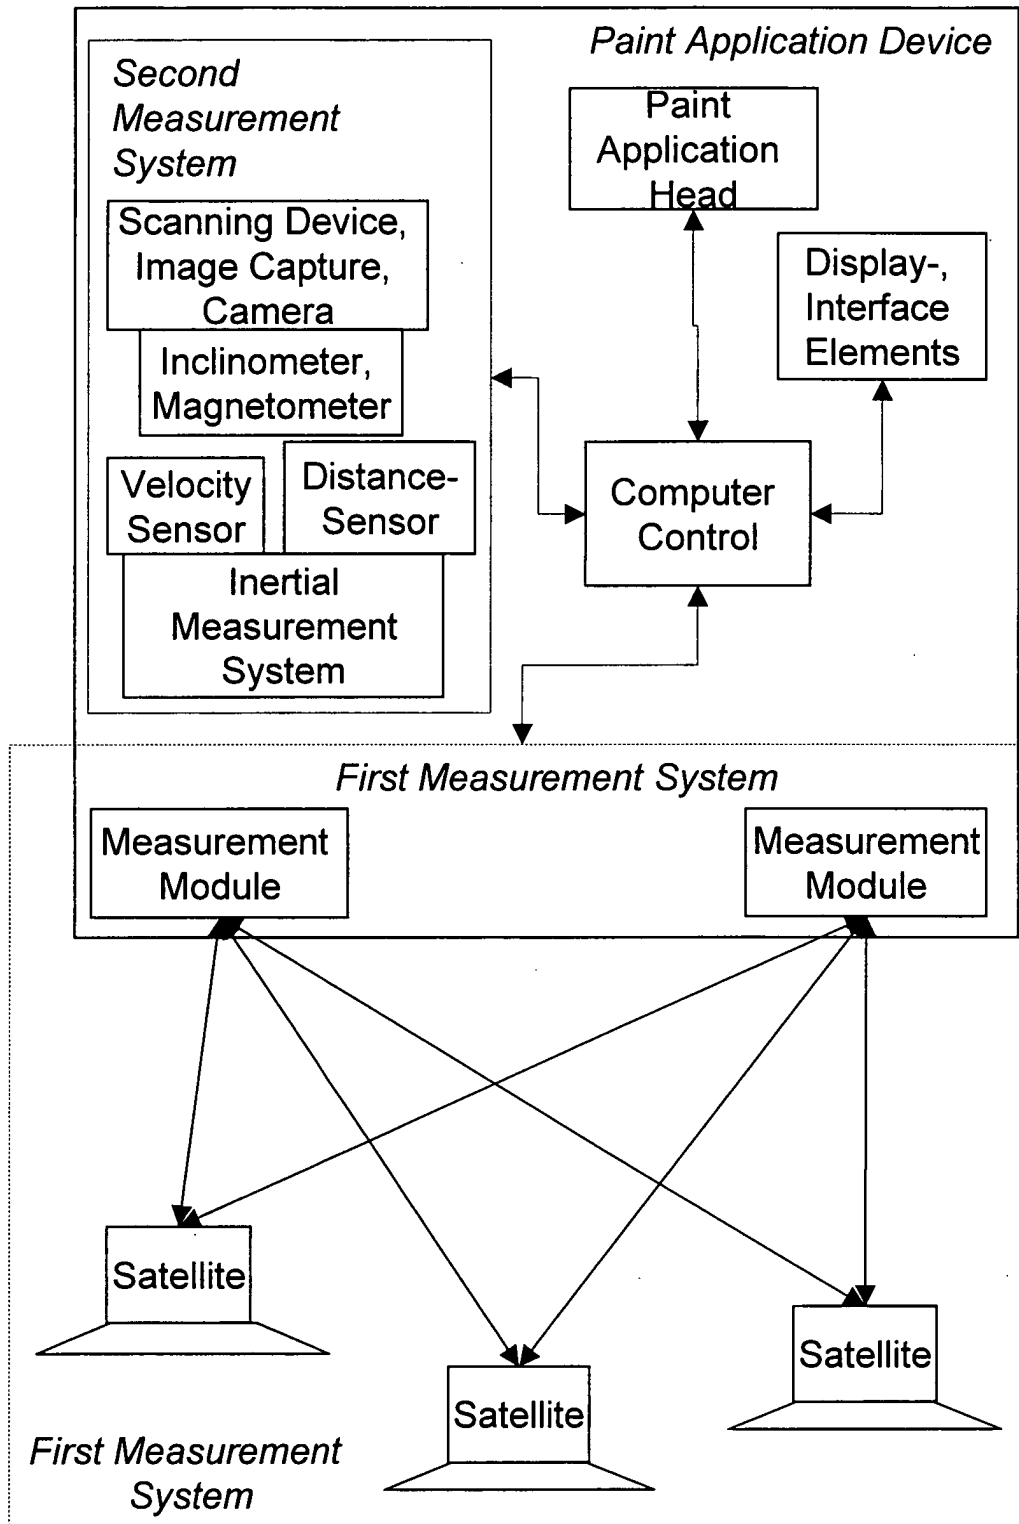 Paint Application Device
Second
Measurement
System
Paint
Application
Head
Scanning Device,
Image Capture,
Camera
Display-,
Interface
Elements
Inclinometer,
Magnetometer
Velocity
Sensor
Distance-
Sensor
Computer
Control
Inertial
Measurement
System
First Measurement System
Measurement
Module
Measurement
Module
Satellite
Satellite
Satellite
First Measurement
System